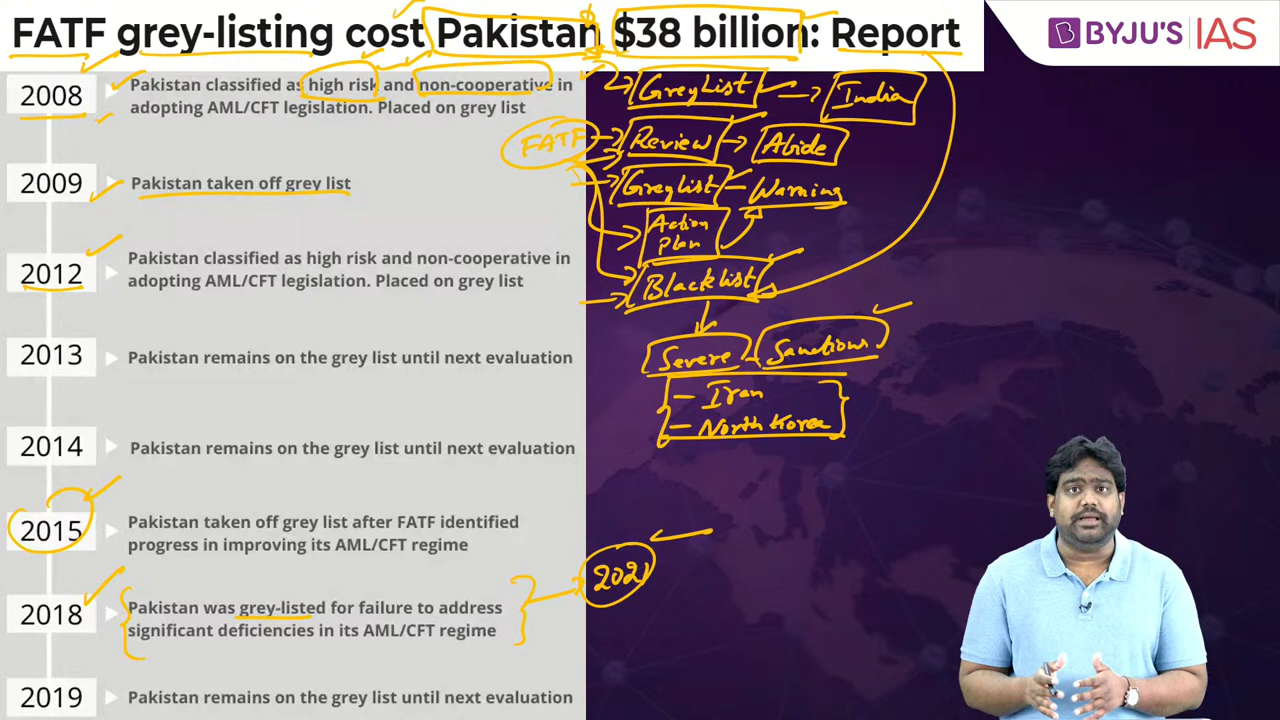 FATF grey-listing cost Pakistan $38 billion: Report
BYJU'S IAS
2008
Pakistan classified as high risk and non-cooperative in
adopting AML/CFT legislation. Placed on grey list
2009
Pakistan taken off grey list
2012
Pakistan classified as high risk and non-cooperative in
adopting AML/CFT legislation. Placed on grey list
2013
Pakistan remains on the grey list until next evaluation
2014
Pakistan remains on the grey list until next evaluation
2015
Pakistan taken off grey list after FATF identified
progress in improving its AML/CFT regime
2018
Pakistan was grey-listed for failure to address
significant deficiencies in its AML/CFT regime
2019
Pakistan remains on the grey list until next evaluation
Grey List → India
FATF → Review → Abide
Grey List – Warning
Action
Plan
Blacklist
Severe – Sanctions
– Iran
– North Korea
2021